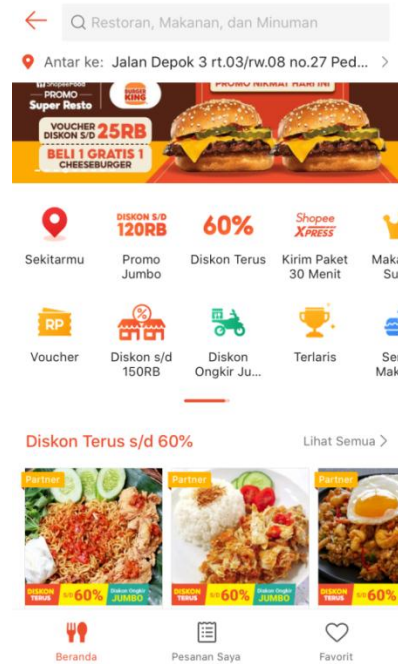 Restoran, Makanan, dan Minuman
Antar ke: Jalan Depok 3 rt.03/rw.08 no.27 Ped...
ShopeeFood
PROMO
Super Resto
BURGER KING
PROMO NIKMAT HARI INI
VOUCHER DISKON S/D 25RB
BELI 1 GRATIS 1
CHEESEBURGER
DISKON S/D
120RB
60%
Shopee
XPRESS
Sekitarmu
Promo
Jumbo
Diskon Terus
Kirim Paket
30 Menit
RP
%
Voucher
Diskon s/d
150RB
Diskon
Ongkir Ju...
Terlaris
Diskon Terus s/d 60%
Lihat Semua
Partner
Partner
Partner
DISKON TERUS S/D 60% Diskon Ongkir JUMBO
DISKON TERUS S/D 60% Diskon Ongkir JUMBO
DISKON TERUS S/D 60%
Beranda
Pesanan Saya
Favorit